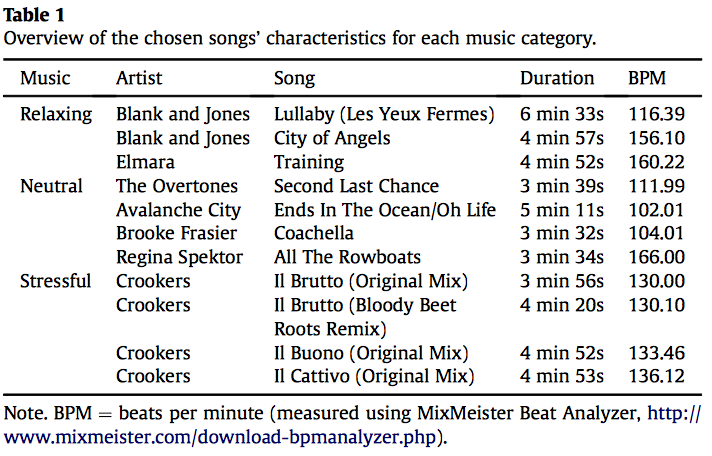 Table 1
Overview of the chosen songs' characteristics for each music category.
Music Artist Song Duration BPM
Relaxing Blank and Jones Lullaby (Les Yeux Fermes) 6 min 33s 116.39
Blank and Jones City of Angels 4 min 57s 156.10
Elmara Training 4 min 52s 160.22
Neutral The Overtones Second Last Chance 3 min 39s 111.99
Avalanche City Ends In The Ocean/Oh Life 5 min 11s 102.01
Brooke Frasier Coachella 3 min 32s 104.01
Regina Spektor All The Rowboats 3 min 34s 166.00
Stressful Crookers Il Brutto (Original Mix) 3 min 56s 130.00
Crookers Il Brutto (Bloody Beet 4 min 20s 130.10
Roots Remix)
Crookers Il Buono (Original Mix) 4 min 52s 133.46
Crookers Il Cattivo (Original Mix) 4 min 53s 136.12
Note. BPM = beats per minute (measured using MixMeister Beat Analyzer, http://
www.mixmeister.com/download-bpmanalyzer.php).